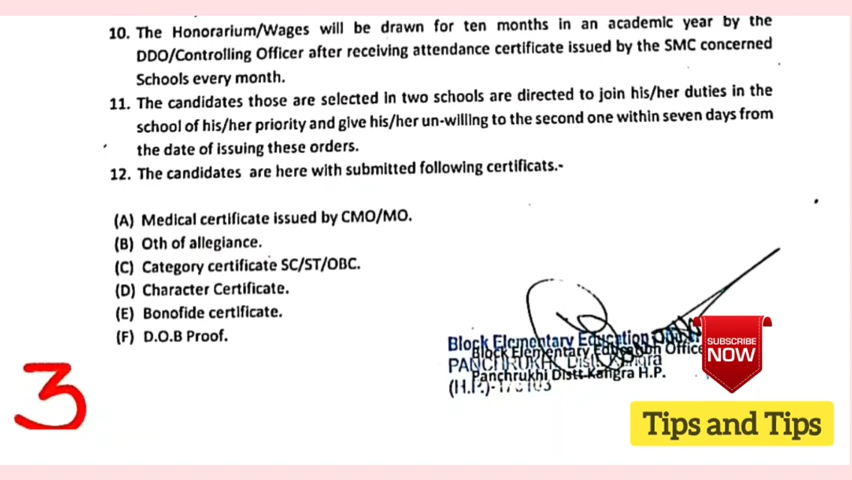 10. The Honorarium/Wages will be drawn for ten months in an academic year by the
DDO/Controlling Officer after receiving attendance certificate issued by the SMC concerned
Schools every month.
11. The candidates those are selected in two schools are directed to join his/her duties in the
school of his/her priority and give his/her un-willing to the second one within seven days from
the date of issuing these orders.
12. The candidates are here with submitted following certificats.-
(A) Medical certificate issued by CMO/MO.
(B) Oth of allegiance.
(C) Category certificate SC/ST/OBC.
(D) Character Certificate.
(E) Bonofide certificate.
(F) D.O.B Proof.
Block Elementary Education
Block Elementary Education Office
PANCHRUKHI Distt. Kangra
Panchrukhi Distt-Kangra H.P.
(H.P.)-176103
SUBSCRIBE
NOW
3
Tips and Tips